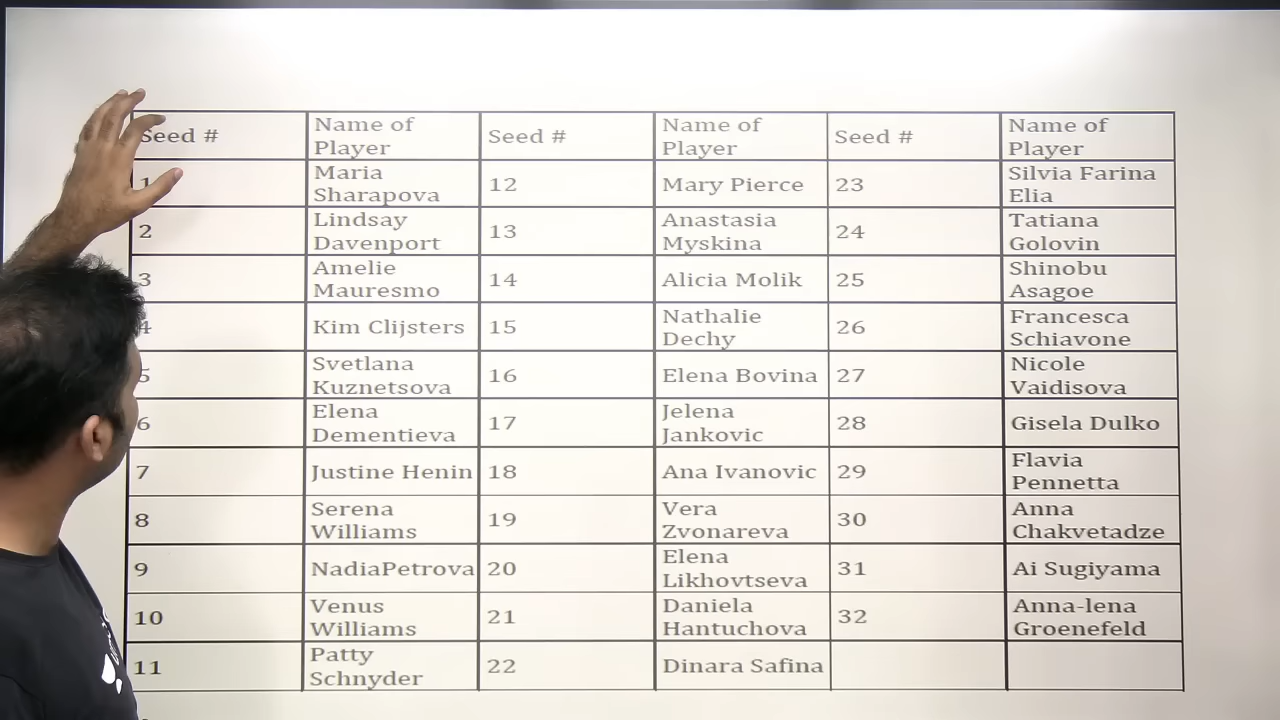 Seed # Name of Player Seed # Name of Player Seed # Name of Player
1 Maria Sharapova 12 Mary Pierce 23 Silvia Farina Elia
2 Lindsay Davenport 13 Anastasia Myskina 24 Tatiana Golovin
3 Amelie Mauresmo 14 Alicia Molik 25 Shinobu Asagoe
4 Kim Clijsters 15 Nathalie Dechy 26 Francesca Schiavone
5 Svetlana Kuznetsova 16 Elena Bovina 27 Nicole Vaidisova
6 Elena Dementieva 17 Jelena Jankovic 28 Gisela Dulko
7 Justine Henin 18 Ana Ivanovic 29 Flavia Pennetta
8 Serena Williams 19 Vera Zvonareva 30 Anna Chakvetadze
9 NadiaPetrova 20 Elena Likhovtseva 31 Ai Sugiyama
10 Venus Williams 21 Daniela Hantuchova 32 Anna-lena Groenefeld
11 Patty Schnyder 22 Dinara Safina